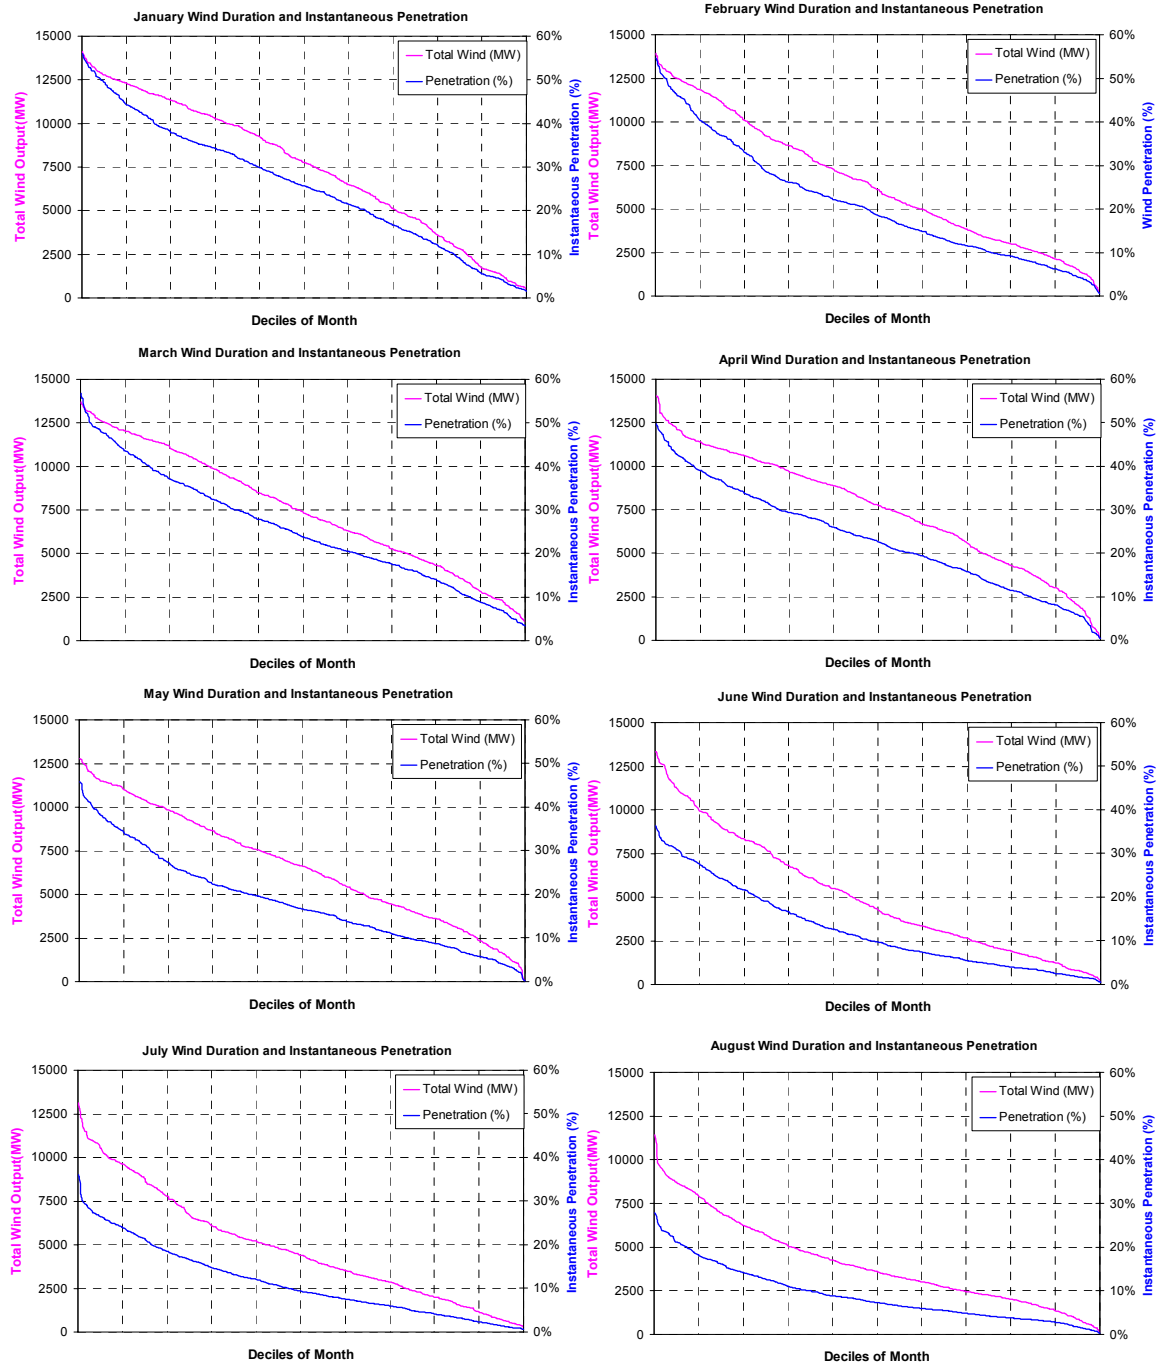 January Wind Duration and Instantaneous Penetration
15000
12500
10000
7500
5000
2500
0
60%
50%
40%
30%
20%
10%
0%
Total Wind Output(MW)
Instantaeous Penetration (%)
Total Wind (MW)
Penetration (%)
Deciles of Month
February Wind Duration and Instantaneous Penetration
15000
12500
10000
7500
5000
2500
0
60%
50%
40%
30%
20%
10%
0%
Total Wind Output(MW)
Wind Penetration (%)
Total Wind (MW)
Penetration (%)
Deciles of Month
March Wind Duration and Instantaneous Penetration
15000
12500
10000
7500
5000
2500
0
60%
50%
40%
30%
20%
10%
0%
Total Wind Output(MW)
Instantaneous Penetration (%)
Total Wind (MW)
Penetration (%)
Deciles of Month
April Wind Duration and Instantaneous Penetration
15000
12500
10000
7500
5000
2500
0
60%
50%
40%
30%
20%
10%
0%
Total Wind Output(MW)
Instantaneous Penetration (%)
Total Wind (MW)
Penetration (%)
Deciles of Month
May Wind Duration and Instantaneous Penetration
15000
12500
10000
7500
5000
2500
0
60%
50%
40%
30%
20%
10%
0%
Total Wind Output(MW)
Instantaneous Penetration (%)
Total Wind (MW)
Penetration (%)
Deciles of Month
June Wind Duration and Instantaneous Penetration
15000
12500
10000
7500
5000
2500
0
60%
50%
40%
30%
20%
10%
0%
Total Wind Output(MW)
Instantaneous Penetration (%)
Total Wind (MW)
Penetration (%)
Deciles of Month
July Wind Duration and Instantaneous Penetration
15000
12500
10000
7500
5000
2500
0
60%
50%
40%
30%
20%
10%
0%
Total Wind Output(MW)
Instantaneous Penetration (%)
Total Wind (MW)
Penetration (%)
Deciles of Month
August Wind Duration and Instantaneous Penetration
15000
12500
10000
7500
5000
2500
0
60%
50%
40%
30%
20%
10%
0%
Total Wind Output(MW)
Instantaneous Penetration (%)
Total Wind (MW)
Penetration (%)
Deciles of Month